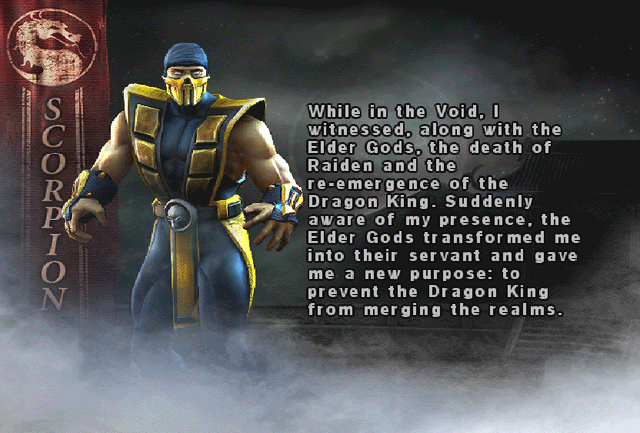 SCORPION
While in the Void, I
witnessed, along with the
Elder Gods, the death of
Raiden and the
re-emergence of the
Dragon King. Suddenly
aware of my presence, the
Elder Gods transformed me
into their servant and gave
me a new purpose: to
prevent the Dragon King
from merging the realms.